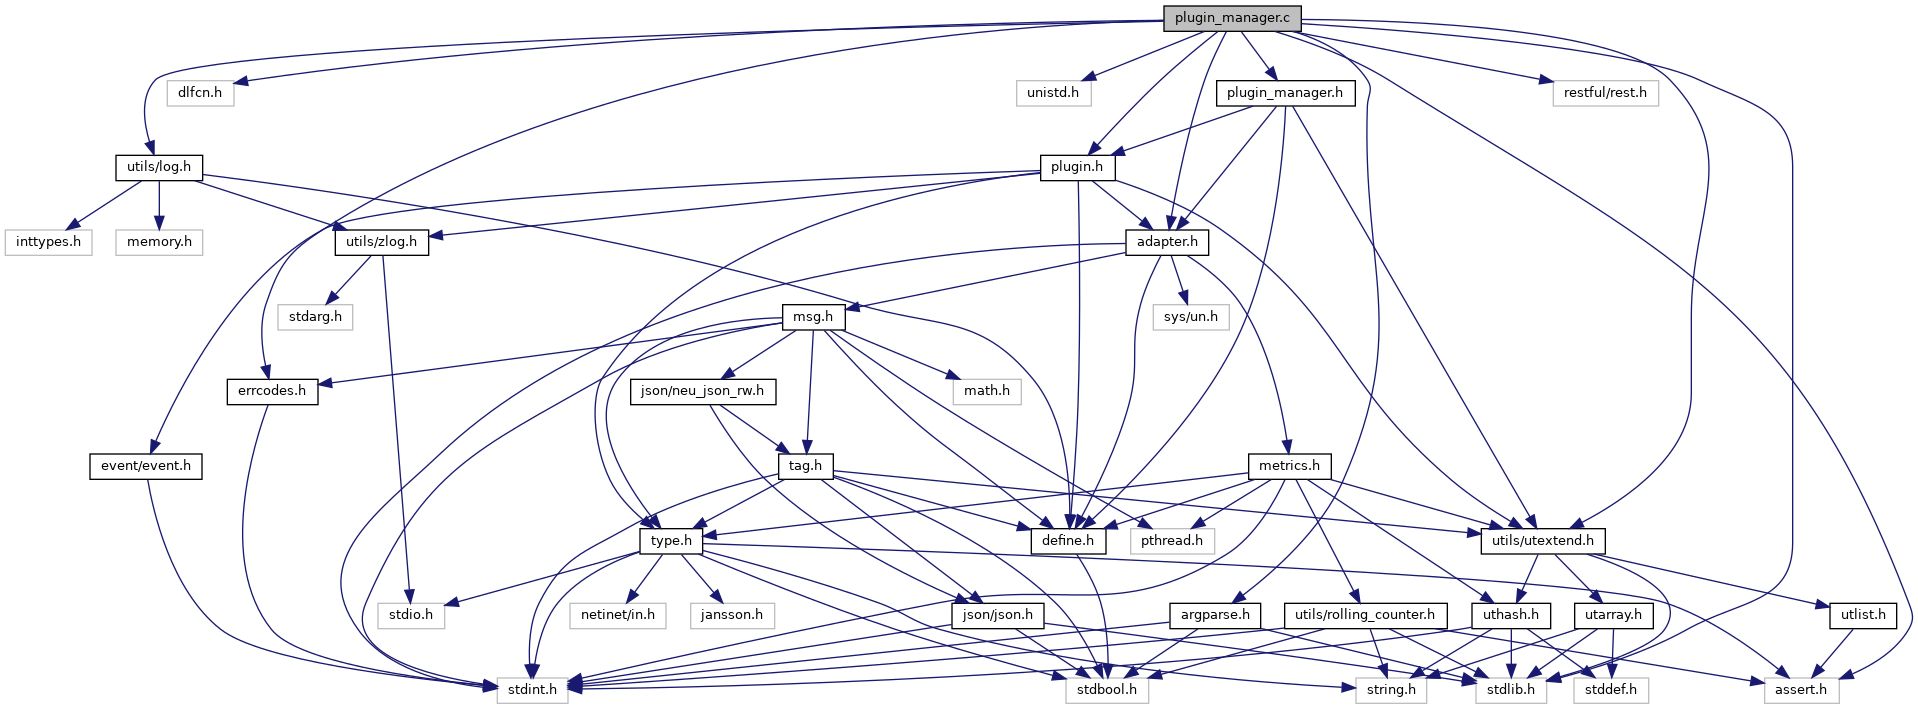 plugin_manager.c
dlfcn.h
unistd.h
plugin_manager.h
restful/rest.h
utils/log.h
plugin.h
inttypes.h
memory.h
utils/zlog.h
adapter.h
stdarg.h
msg.h
sys/un.h
errcodes.h
json/neu_json_rw.h
math.h
event/event.h
tag.h
metrics.h
type.h
define.h
pthread.h
utils/utextend.h
stdio.h
netinet/in.h
jansson.h
json/json.h
argparse.h
utils/rolling_counter.h
uthash.h
utarray.h
utlist.h
stdint.h
stdbool.h
string.h
stdlib.h
stddef.h
assert.h